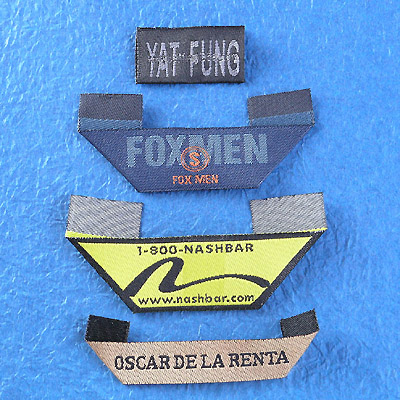 YAT FUNG
FOXMEN
S
FOX MEN
1-800-NASHBAR
www.nashbar.com
OSCAR DE LA RENTA